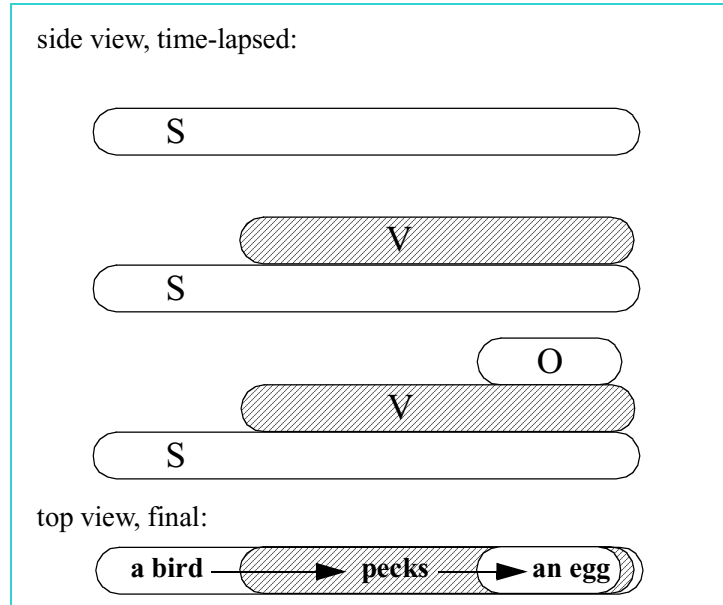 side view, time-lapsed:
S
V
S
O
V
S
top view, final:
a bird pecks an egg